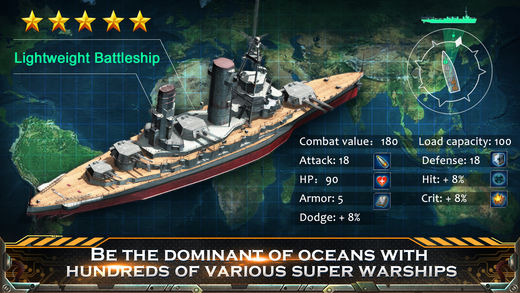 Lightweight Battleship
Combat value: 180 Load capacity: 100
Attack: 18 Defense: 18
HP: 90 Hit: + 8%
Armor: 5 Crit: + 8%
Dodge: + 8%
BE THE DOMINANT OF OCEANS WITH
HUNDREDS OF VARIOUS SUPER WARSHIPS